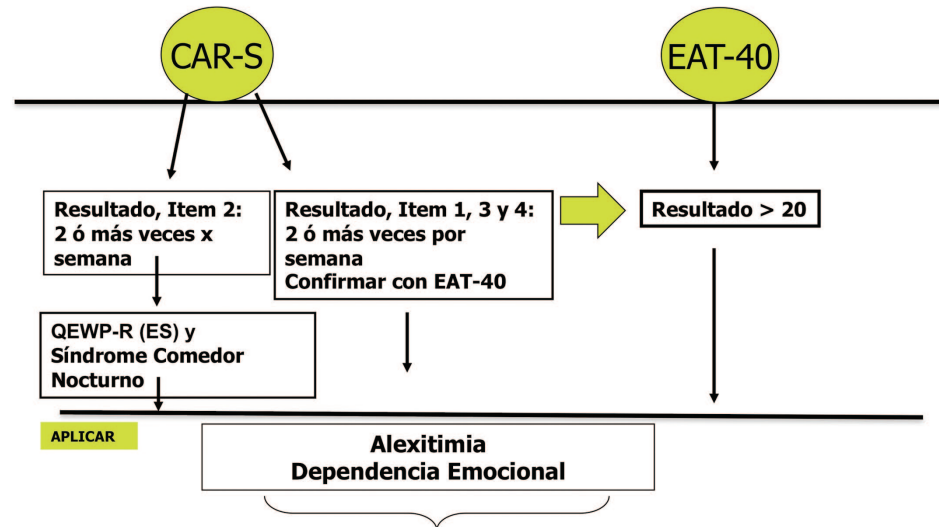 CAR-S
EAT-40
Resultado, Item 2:
2 ó más veces x
semana
Resultado, Item 1, 3 y 4:
2 ó más veces por
semana
Confirmar con EAT-40
Resultado > 20
QEWP-R (ES) y
Síndrome Comedor
Nocturno
APLICAR
Alexitimia
Dependencia Emocional